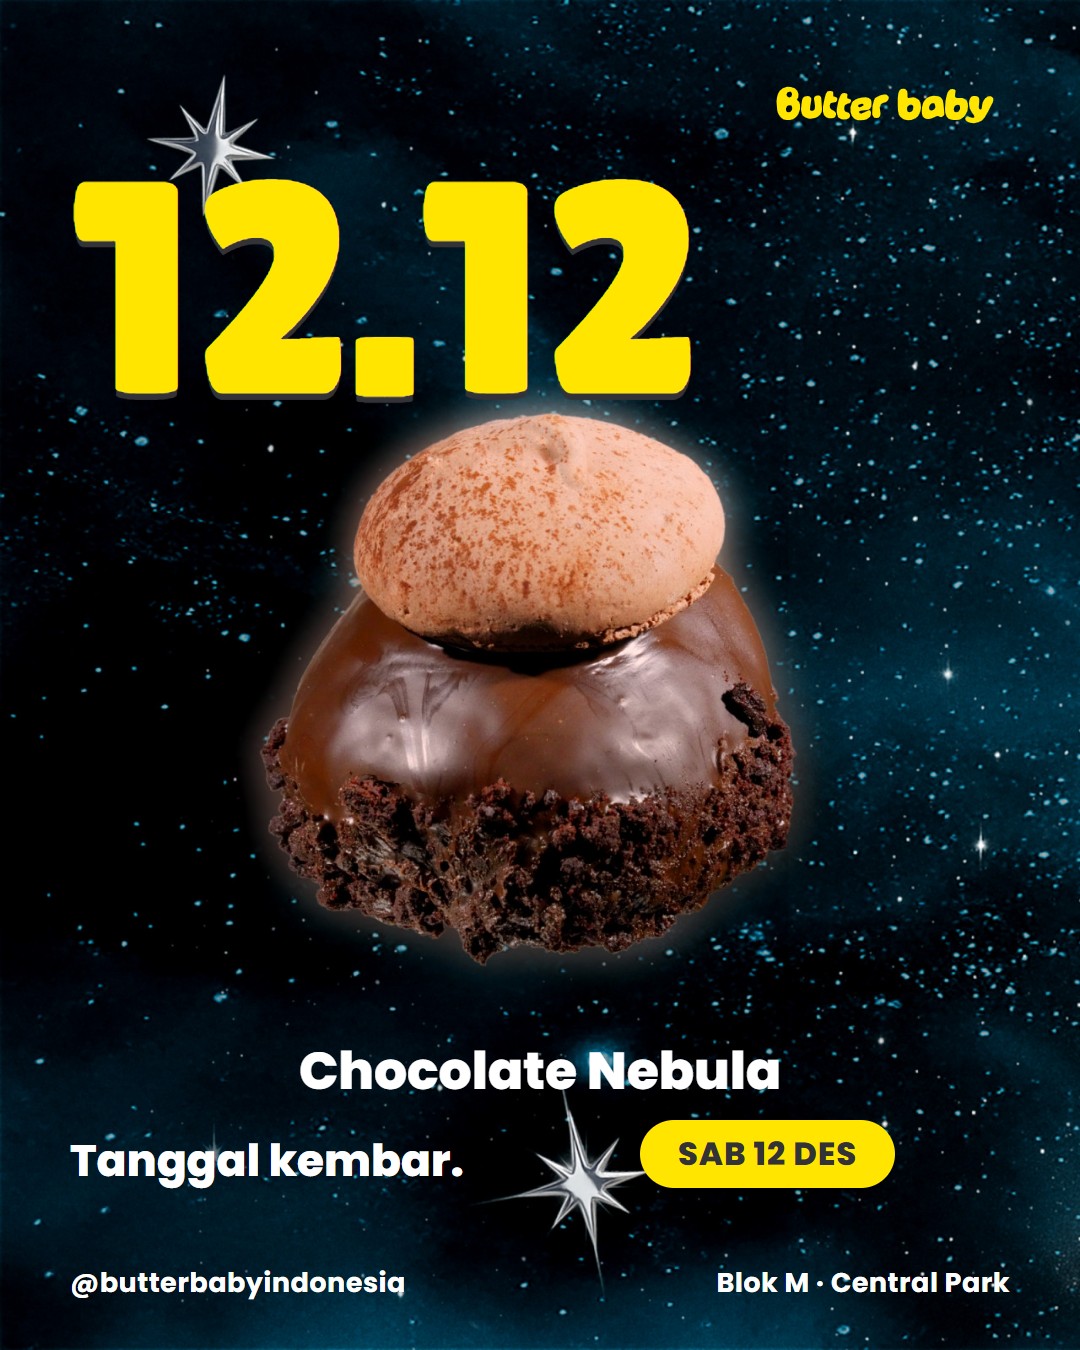 Butter baby
12.12
Chocolate Nebula
Tanggal kembar.
SAB 12 DES
@butterbabyindonesia
Blok M · Central Park